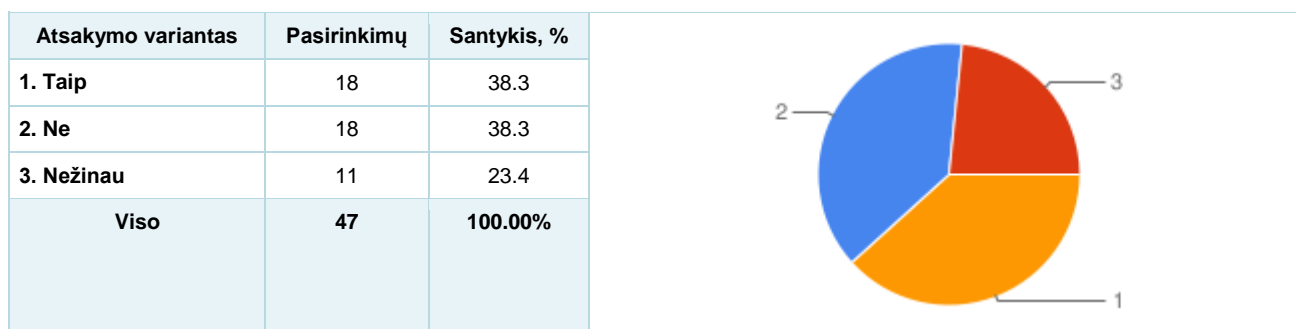 Atsakymo variantas Pasirinkimų Santykis, %
1. Taip 18 38.3
2. Ne 18 38.3
3. Nežinau 11 23.4
Viso 47 100.00%
3
2
1